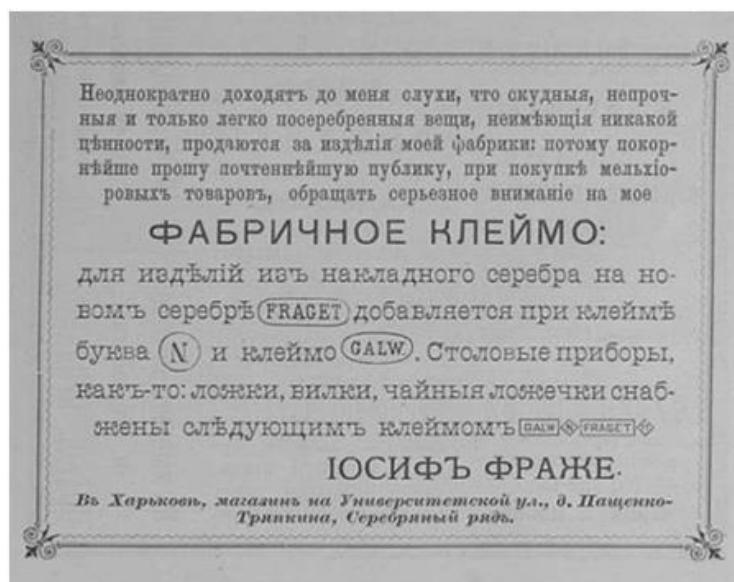 Неоднократно доходятъ до меня слухи, что скудныя, непроч-
ныя и только легко посеребренныя вещи, неимѣющія никакой
цѣнности, продаются за издѣлія моей фабрики: потому покор-
нѣйше прошу почтеннѣйшую публику, при покупкѣ мельхіо-
ровыхъ товаровъ, обращать серьезное вниманіе на мое
ФАБРИЧНОЕ КЛЕЙМО:
для издѣлій изъ накладного серебра на но-
вомъ серебрѣ FRAGET добавляется при клеймѣ
буква N и клеймо GALW. Столовые приборы,
какъ-то: ложки, вилки, чайныя ложечки снаб-
жены слѣдующимъ клеймомъ GALW N FRAGET
ІОСИФЪ ФРАЖЕ.
Въ Харьковѣ, магазинъ на Университетской ул., д. Пащенко-
Тряпкина, Серебряный рядъ.